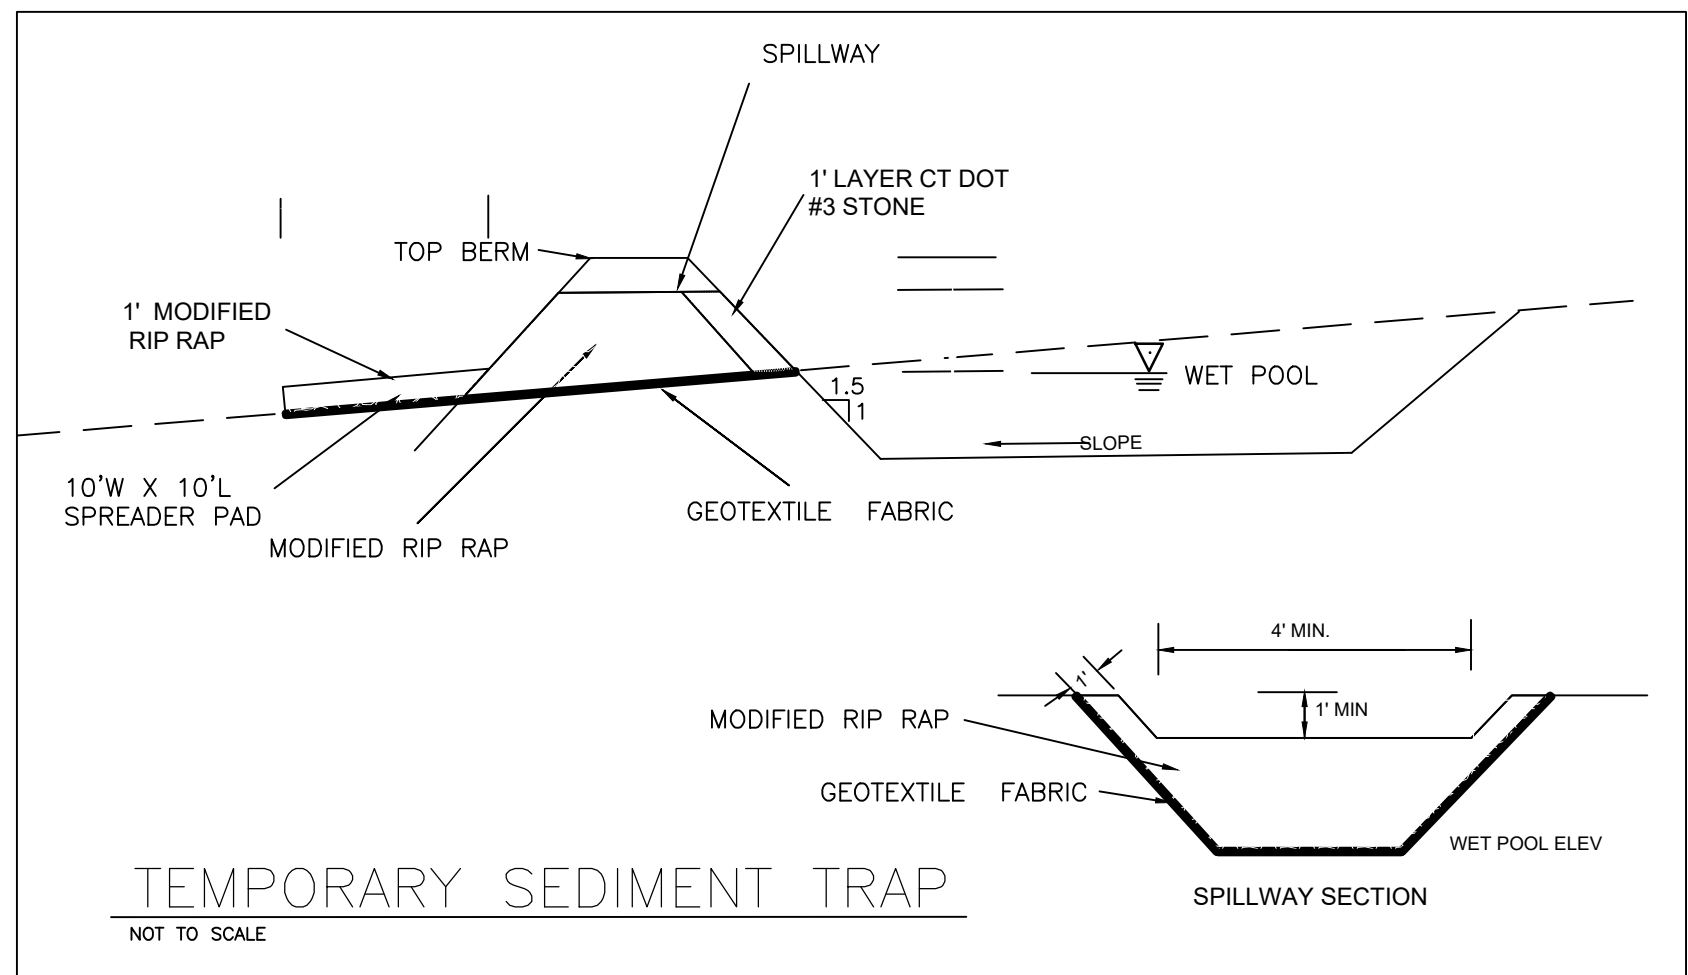 SPILLWAY
1' LAYER CT DOT
#3 STONE
TOP BERM
1' MODIFIED
RIP RAP
WET POOL
1.5
1
SLOPE
10'W X 10'L
SPREADER PAD
GEOTEXTILE FABRIC
MODIFIED RIP RAP
4' MIN.
1'
1' MIN
MODIFIED RIP RAP
GEOTEXTILE FABRIC
WET POOL ELEV
SPILLWAY SECTION
TEMPORARY SEDIMENT TRAP
NOT TO SCALE